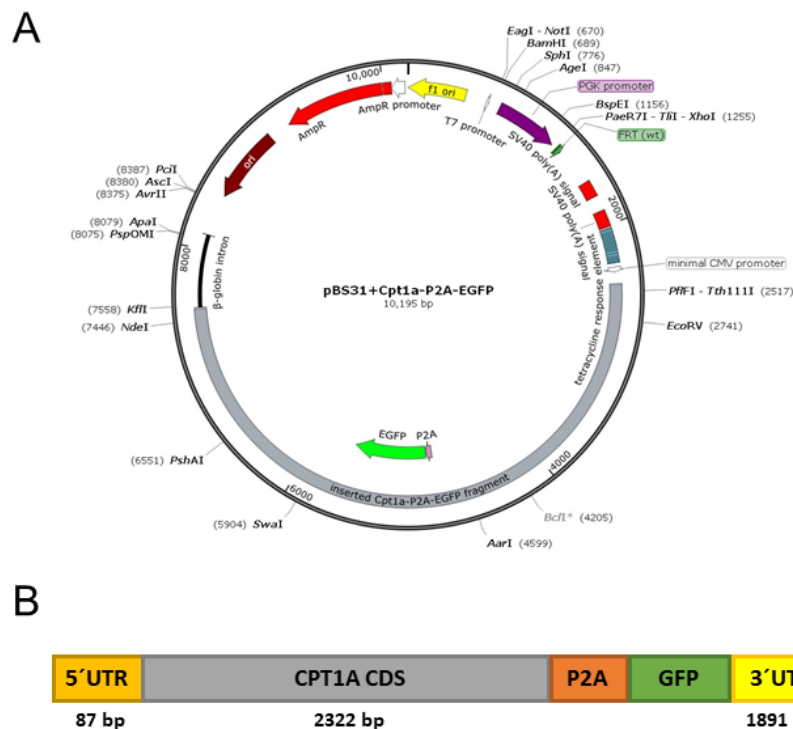 A
10,000
f1 ori
AmpR promoter
AmpR
ori
T7 promoter
EagI - NotI (670)
BamHI (689)
SphI (776)
AgeI (847)
PGK promoter
BspEI (1156)
PaeR7I - TliI - XhoI (1255)
FRT (wt)
SV40 poly(A) signal
SV40 poly(A) signal
2000
tetracycline response element
minimal CMV promoter
PflFI - Tth111I (2517)
EcoRV (2741)
(8387) PciI
(8380) AscI
(8375) AvrII
(8079) ApaI
(8075) PspOMI
8000
β-globin intron
(7558) KflI
(7446) NdeI
pBS31+Cpt1a-P2A-EGFP
10,195 bp
EGFP P2A
inserted Cpt1a-P2A-EGFP fragment
4000
6000
(6551) PshAI
(5904) SwaI
BclI* (4205)
AarI (4599)
B
5´UTR CPT1A CDS P2A GFP 3´UT
87 bp 2322 bp 1891